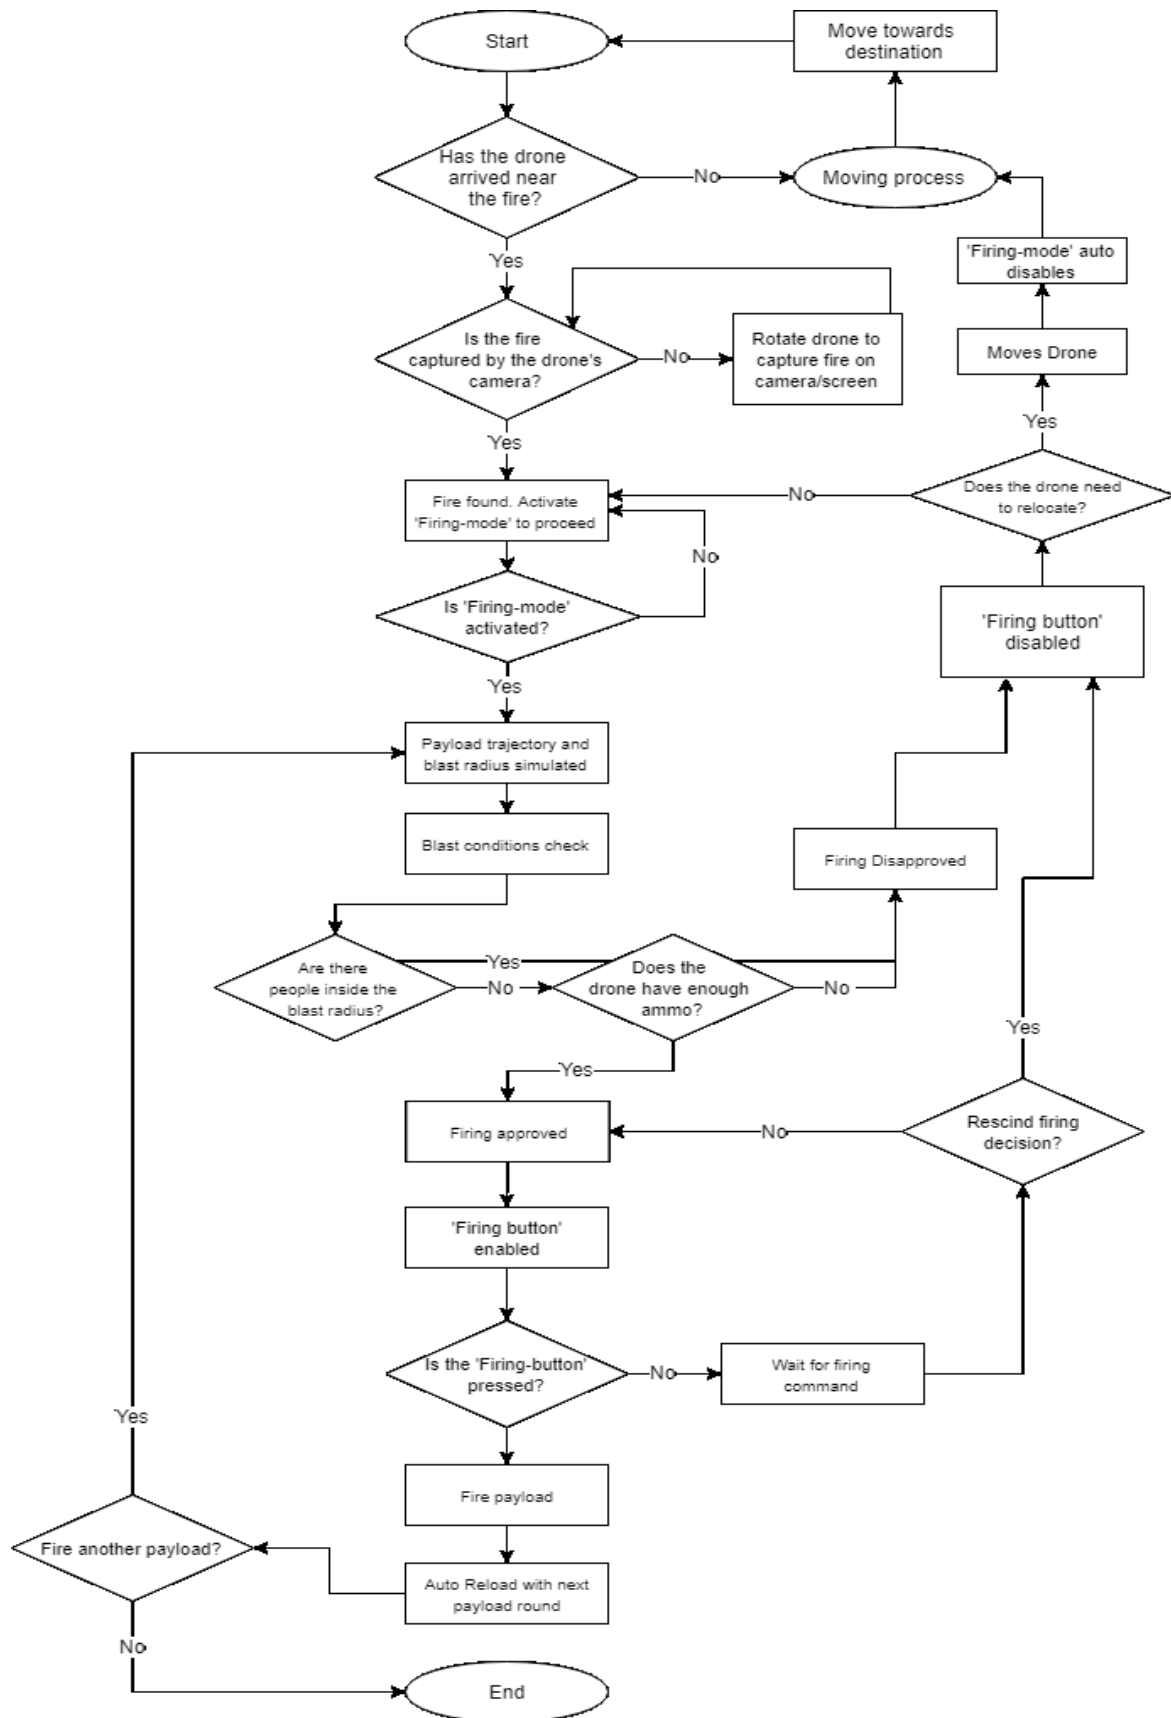 Start
Move towards
destination
Has the drone
arrived near
the fire?
No
Moving process
Yes
'Firing-mode' auto
disables
Is the fire
captured by the drone's
camera?
No
Rotate drone to
capture fire on
camera/screen
Moves Drone
Yes
Yes
Fire found. Activate
'Firing-mode' to proceed
No
Does the drone need
to relocate?
No
Is 'Firing-mode'
activated?
'Firing button'
disabled
Yes
Payload trajectory and
blast radius simulated
Blast conditions check
Firing Disapproved
Are there
people inside the
blast radius?
Yes
No
Does the
drone have enough
ammo?
No
Yes
Yes
Firing approved
No
Rescind firing
decision?
'Firing button'
enabled
Is the 'Firing-button'
pressed?
No
Wait for firing
command
Yes
Fire payload
Fire another payload?
Auto Reload with next
payload round
No
End